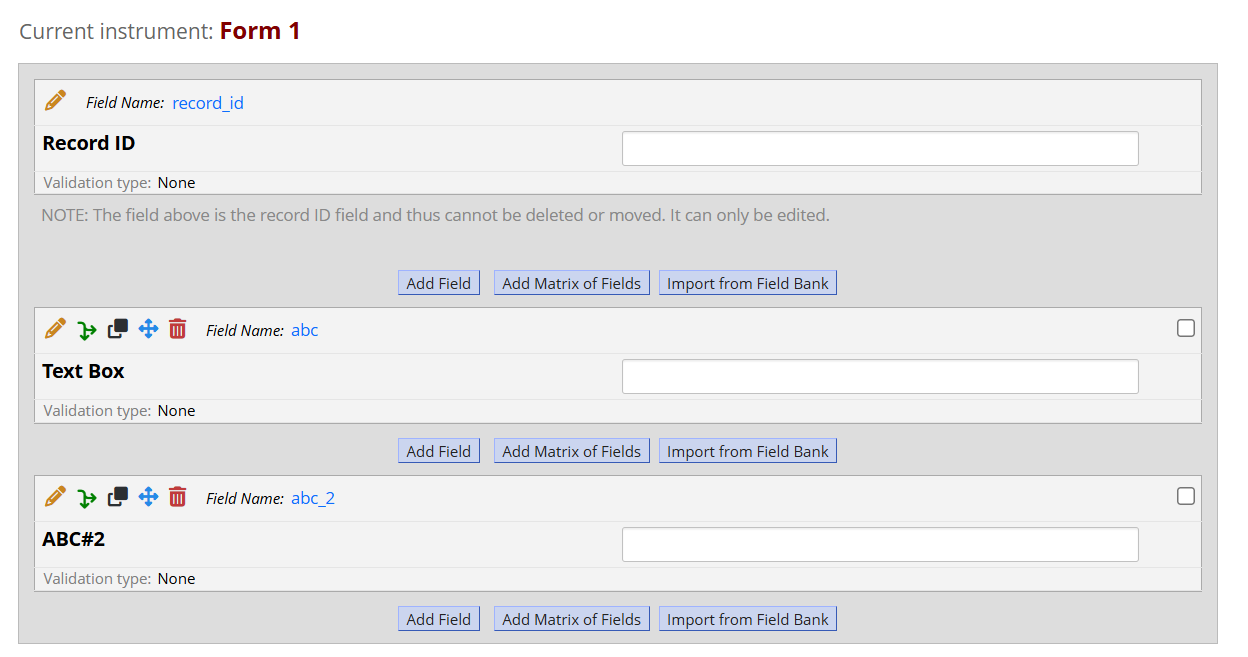 Current instrument: Form 1
Field Name: record_id
Record ID
Validation type: None
NOTE: The field above is the record ID field and thus cannot be deleted or moved. It can only be edited.
Add Field Add Matrix of Fields Import from Field Bank
Field Name: abc
Text Box
Validation type: None
Add Field Add Matrix of Fields Import from Field Bank
Field Name: abc_2
ABC#2
Validation type: None
Add Field Add Matrix of Fields Import from Field Bank